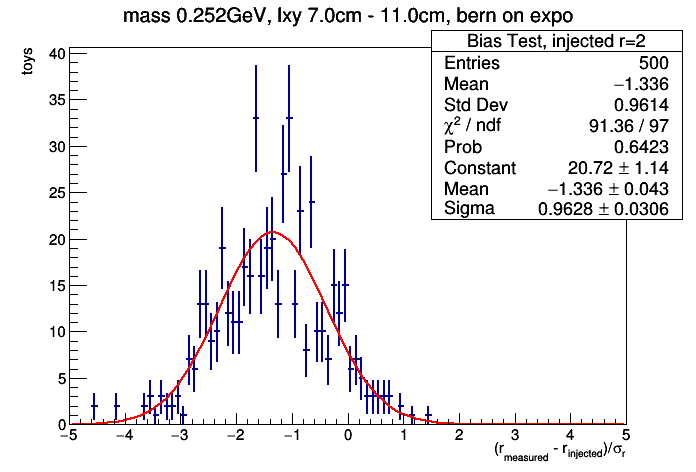 mass 0.252GeV, lxy 7.0cm - 11.0cm, bern on expo
Bias Test, injected r=2
Entries 500
Mean −1.336
Std Dev 0.9614
χ² / ndf 91.36 / 97
Prob 0.6423
Constant 20.72 ± 1.14
Mean −1.336 ± 0.043
Sigma 0.9628 ± 0.0306
toys
40
35
30
25
20
15
10
5
0
−5 −4 −3 −2 −1 0 1 2 3 4 5
(r_measured - r_injected)/σ_r